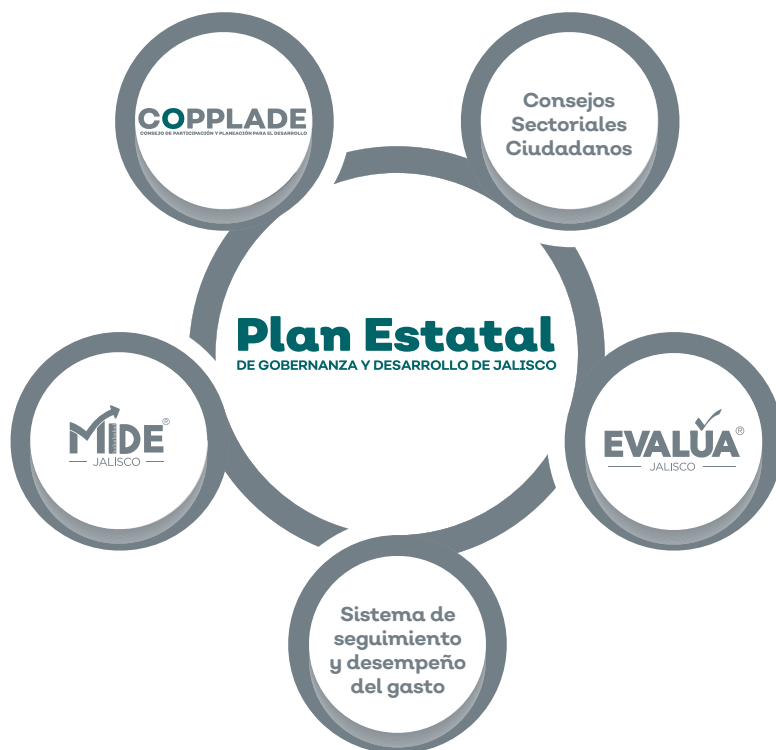 COPPLADE
CONSEJO DE PARTICIPACIÓN Y PLANEACIÓN PARA EL DESARROLLO
Consejos
Sectoriales
Ciudadanos
Plan Estatal
DE GOBERNANZA Y DESARROLLO DE JALISCO
MIDE®
JALISCO
EVALÚA®
JALISCO
Sistema de
seguimiento
y desempeño
del gasto